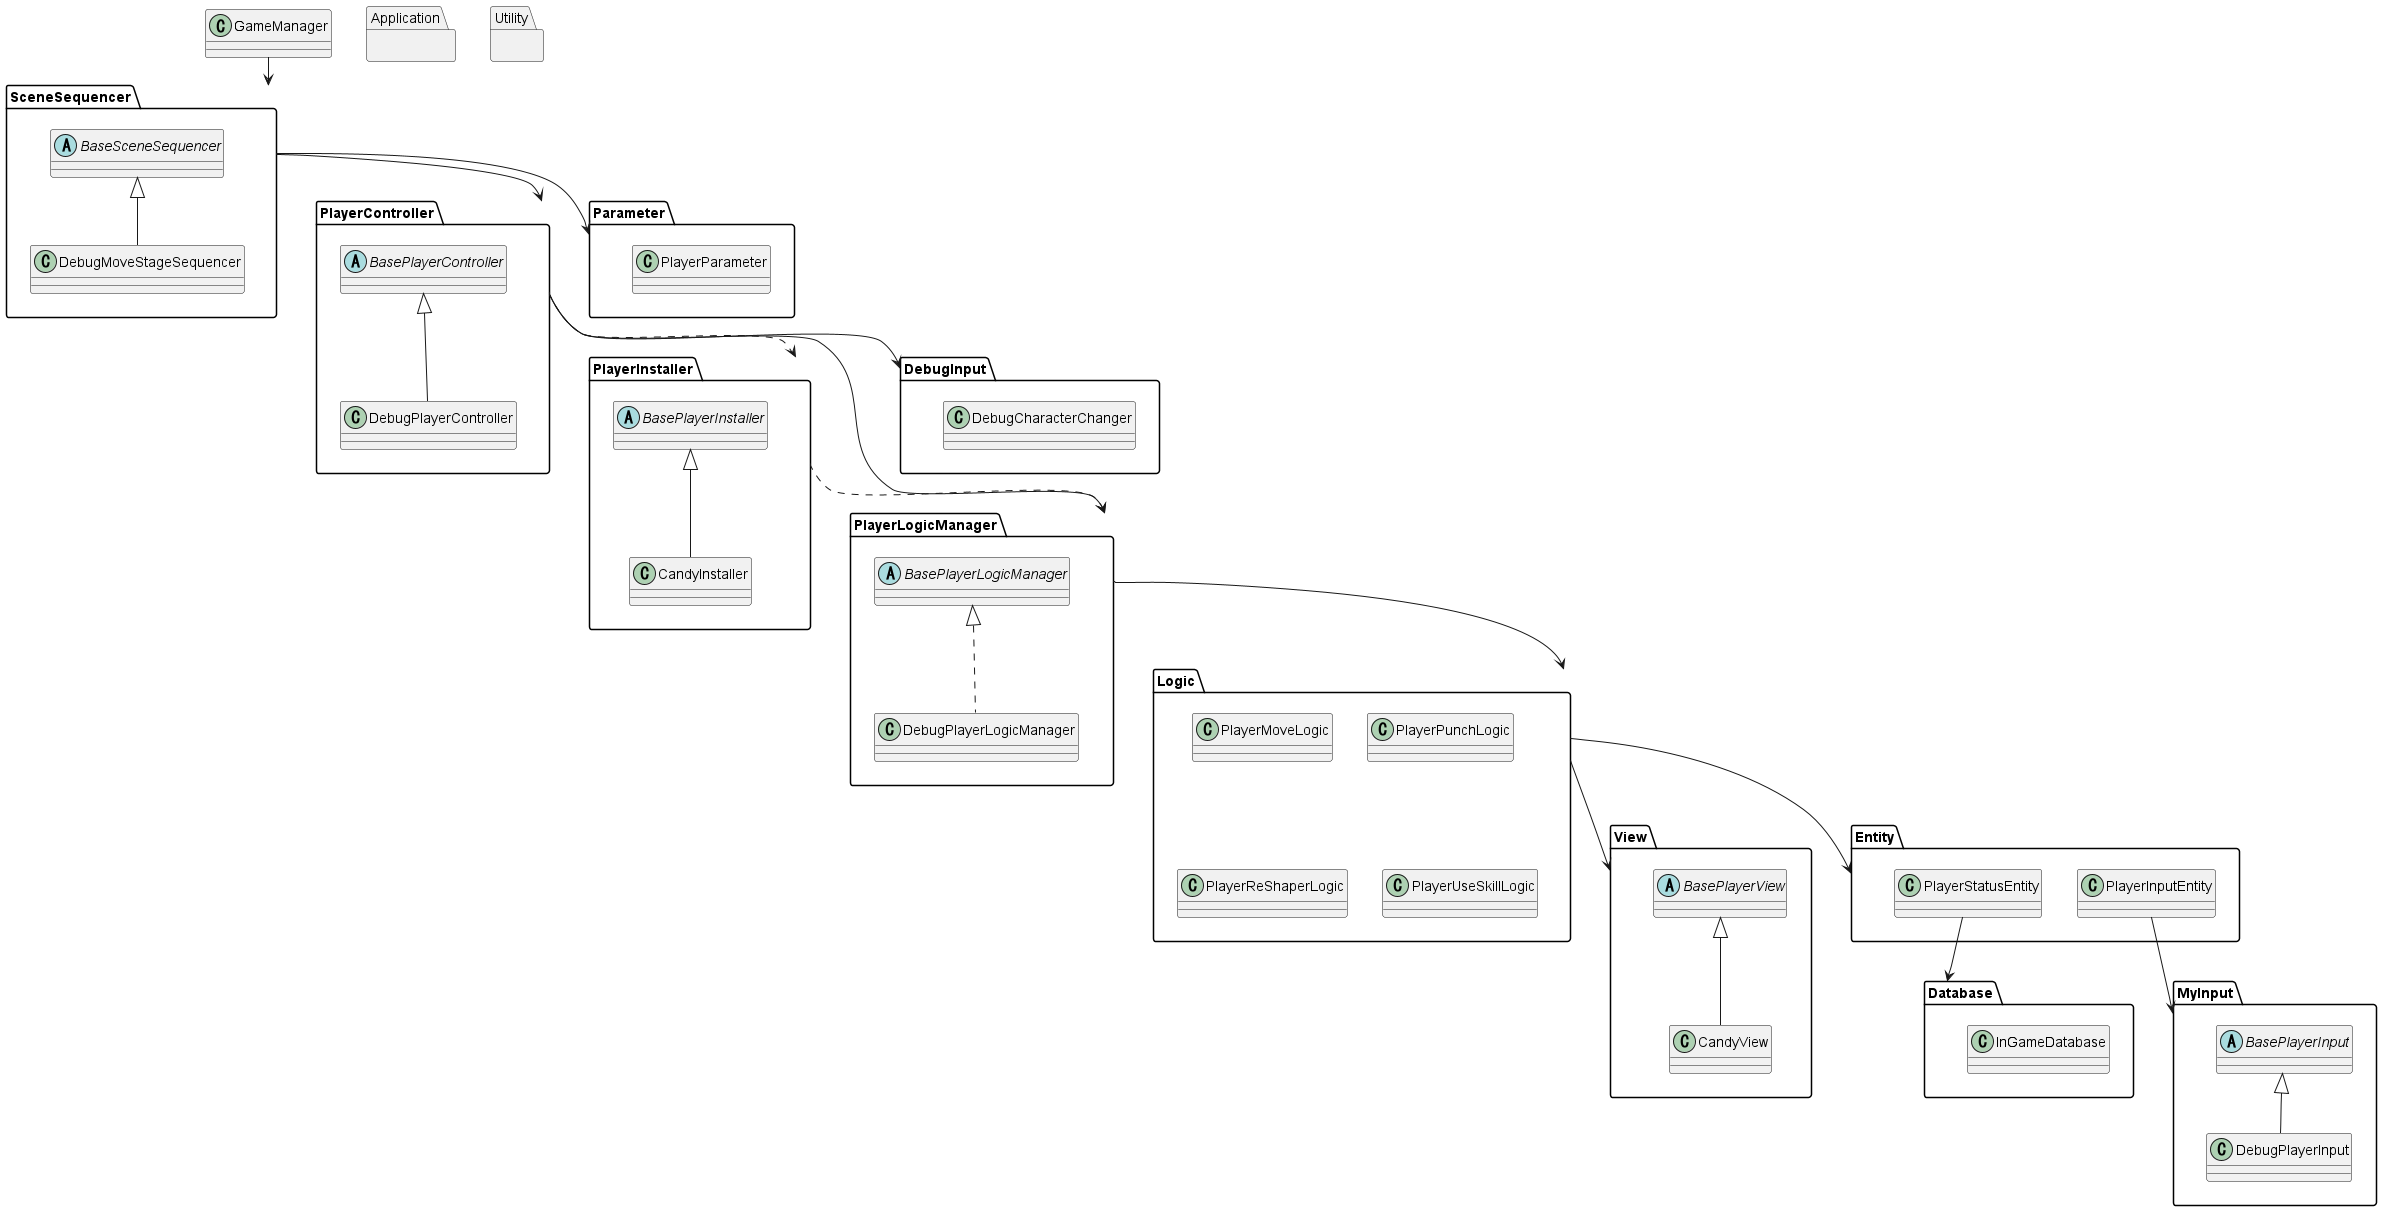 C GameManager
Application
Utility
SceneSequencer
A BaseSceneSequencer
C DebugMoveStageSequencer
PlayerController
A BasePlayerController
C DebugPlayerController
Parameter
C PlayerParameter
PlayerInstaller
A BasePlayerInstaller
C CandyInstaller
DebugInput
C DebugCharacterChanger
PlayerLogicManager
A BasePlayerLogicManager
C DebugPlayerLogicManager
Logic
C PlayerMoveLogic
C PlayerPunchLogic
C PlayerReShaperLogic
C PlayerUseSkillLogic
View
A BasePlayerView
C CandyView
Entity
C PlayerStatusEntity
C PlayerInputEntity
Database
C InGameDatabase
MyInput
A BasePlayerInput
C DebugPlayerInput